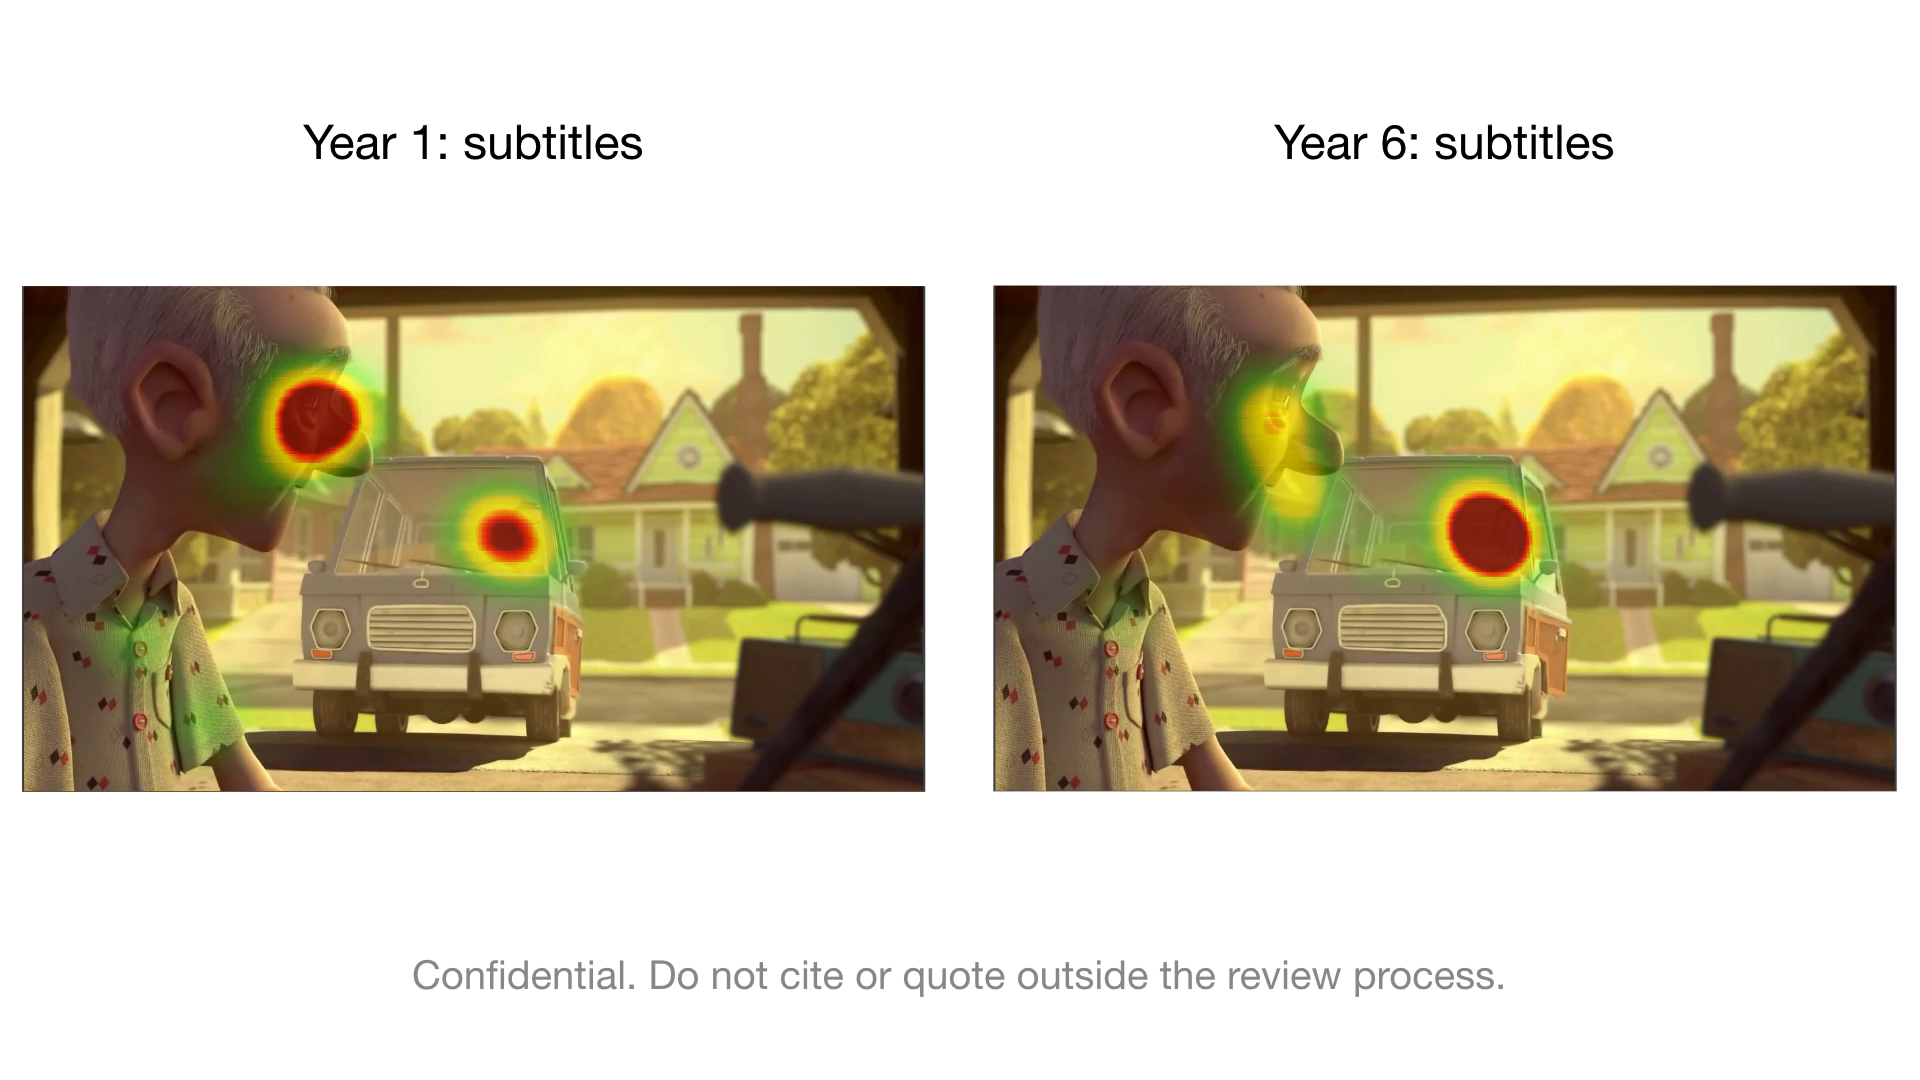 Year 1: subtitles
Year 6: subtitles
Confidential. Do not cite or quote outside the review process.